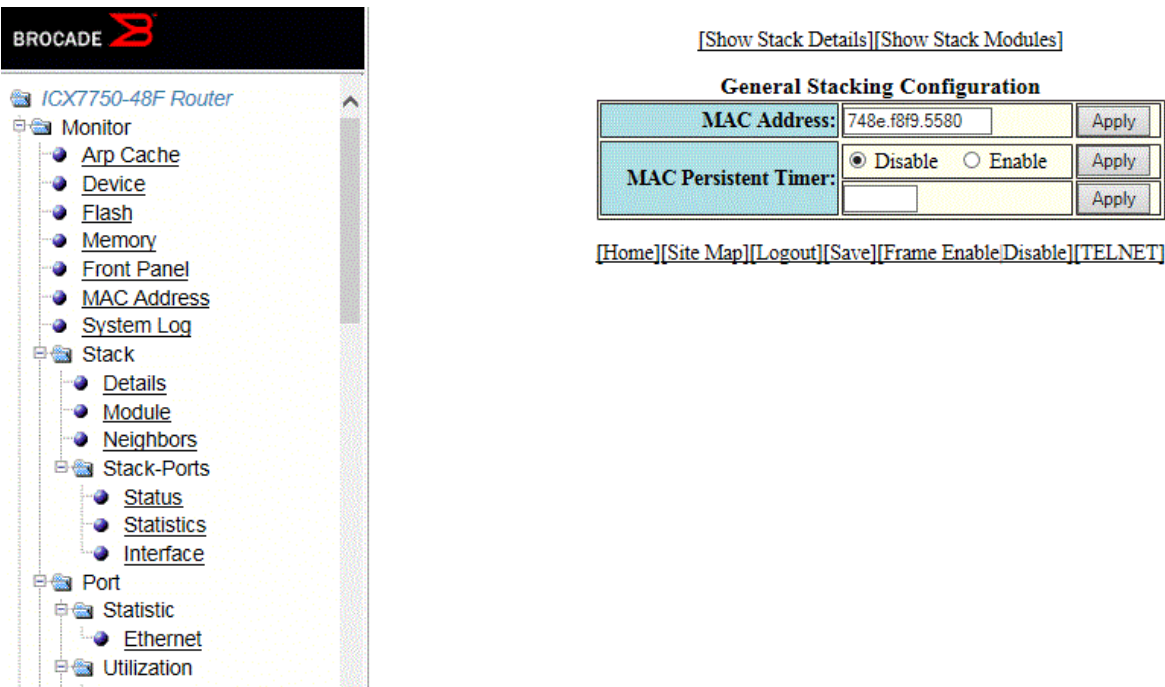 BROCADE
ICX7750-48F Router
Monitor
Arp Cache
Device
Flash
Memory
Front Panel
MAC Address
System Log
Stack
Details
Module
Neighbors
Stack-Ports
Status
Statistics
Interface
Port
Statistic
Ethernet
Utilization
[Show Stack Details][Show Stack Modules]
General Stacking Configuration
MAC Address: 748e.f8f9.5580 Apply
MAC Persistent Timer: Disable Enable Apply
Apply
[Home][Site Map][Logout][Save][Frame Enable|Disable][TELNET]